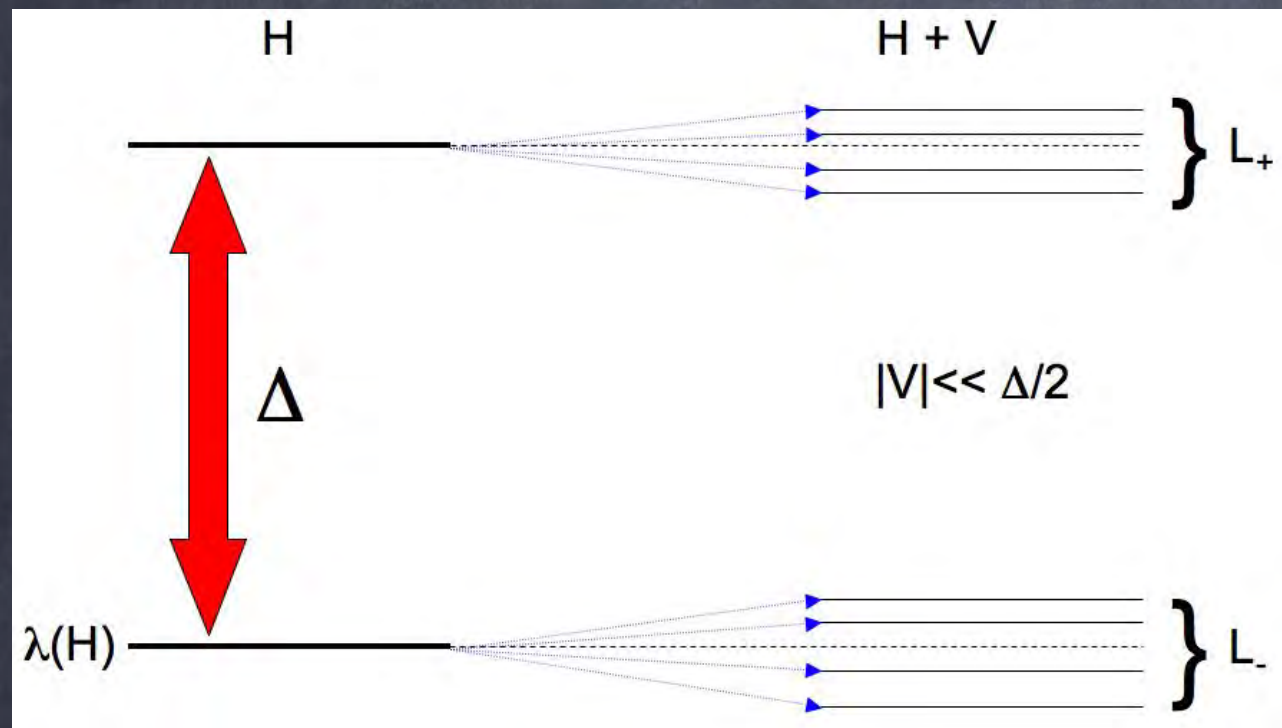 H
H + V
} L₊
Δ
|V|<< Δ/2
λ(H)
} L₋